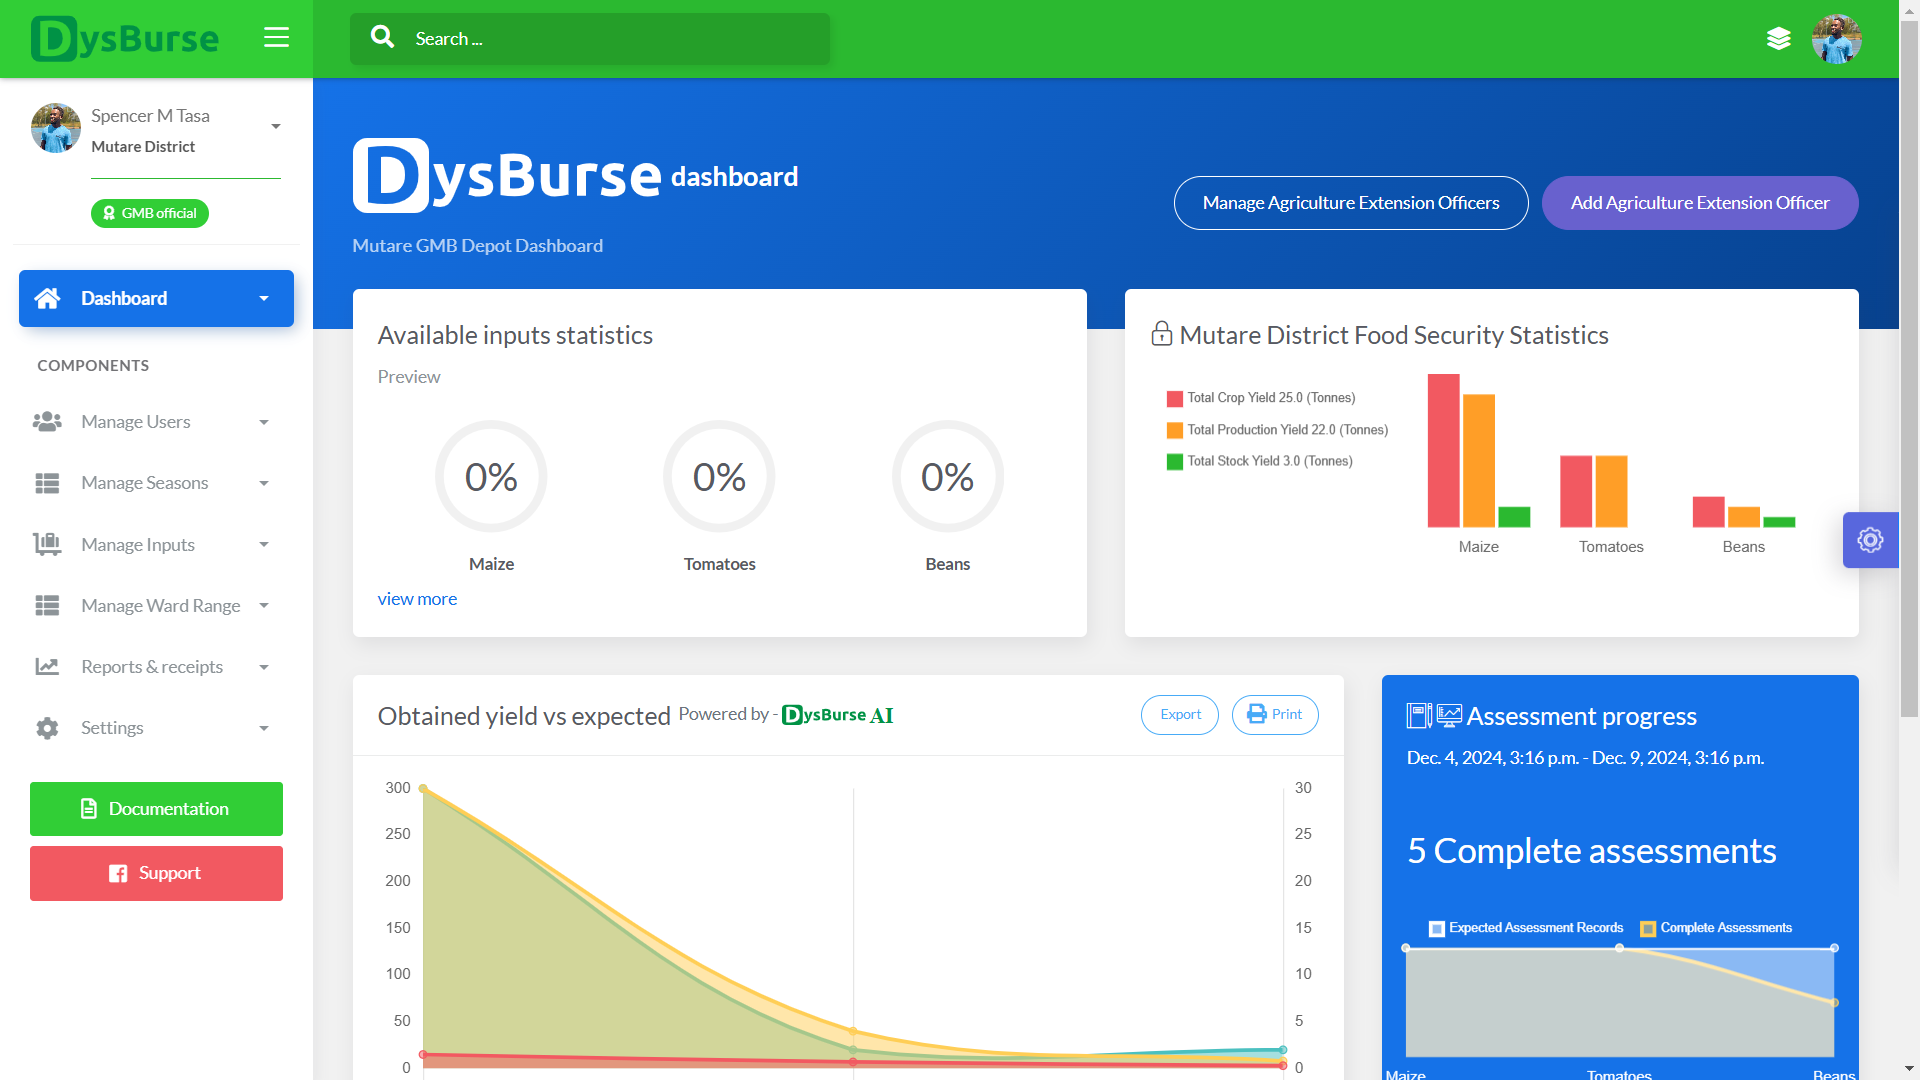 DysBurse
Search ...
Spencer M Tasa
Mutare District
GMB official
Dashboard
COMPONENTS
Manage Users
Manage Seasons
Manage Inputs
Manage Ward Range
Reports & receipts
Settings
Documentation
Support
DysBurse dashboard
Mutare GMB Depot Dashboard
Manage Agriculture Extension Officers
Add Agriculture Extension Officer
Available inputs statistics
Preview
0% 0% 0%
Maize Tomatoes Beans
view more
Mutare District Food Security Statistics
Total Crop Yield 25.0 (Tonnes)
Total Production Yield 22.0 (Tonnes)
Total Stock Yield 3.0 (Tonnes)
Maize Tomatoes Beans
Obtained yield vs expected Powered by - DysBurse AI
Export Print
300 30
250 25
200 20
150 15
100 10
50 5
0 0
Assessment progress
Dec. 4, 2024, 3:16 p.m. - Dec. 9, 2024, 3:16 p.m.
5 Complete assessments
Expected Assessment Records Complete Assessments
Maize Tomatoes Beans